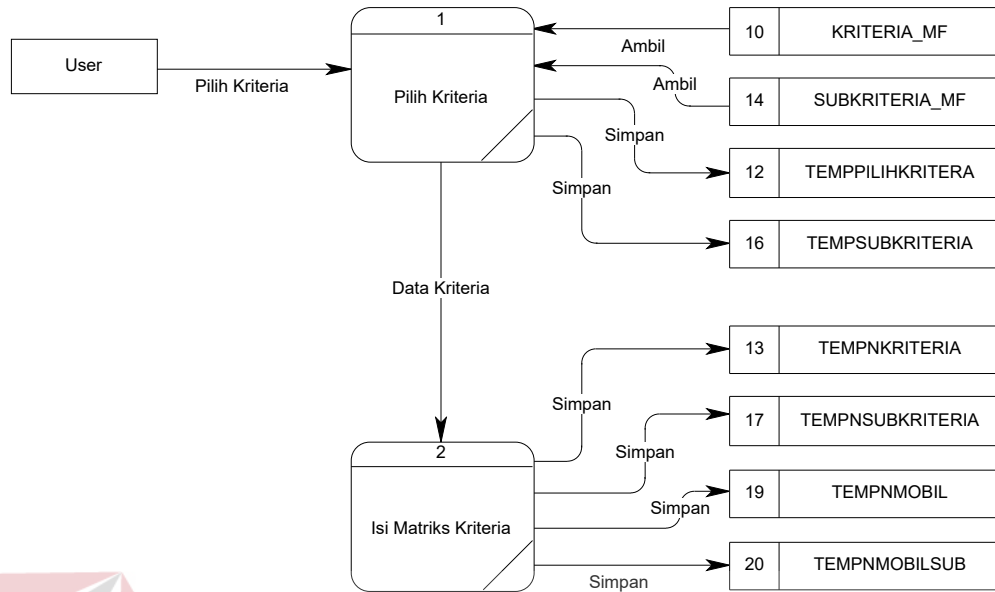 1
10 KRITERIA_MF
User
Ambil
Pilih Kriteria
Pilih Kriteria
Ambil
14 SUBKRITERIA_MF
Simpan
12 TEMPPILIHKRITERA
Simpan
16 TEMPSUBKRITERIA
Data Kriteria
13 TEMPNKRITERIA
Simpan
17 TEMPNSUBKRITERIA
2
Simpan
19 TEMPNMOBIL
Simpan
Isi Matriks Kriteria
20 TEMPNMOBILSUB
Simpan